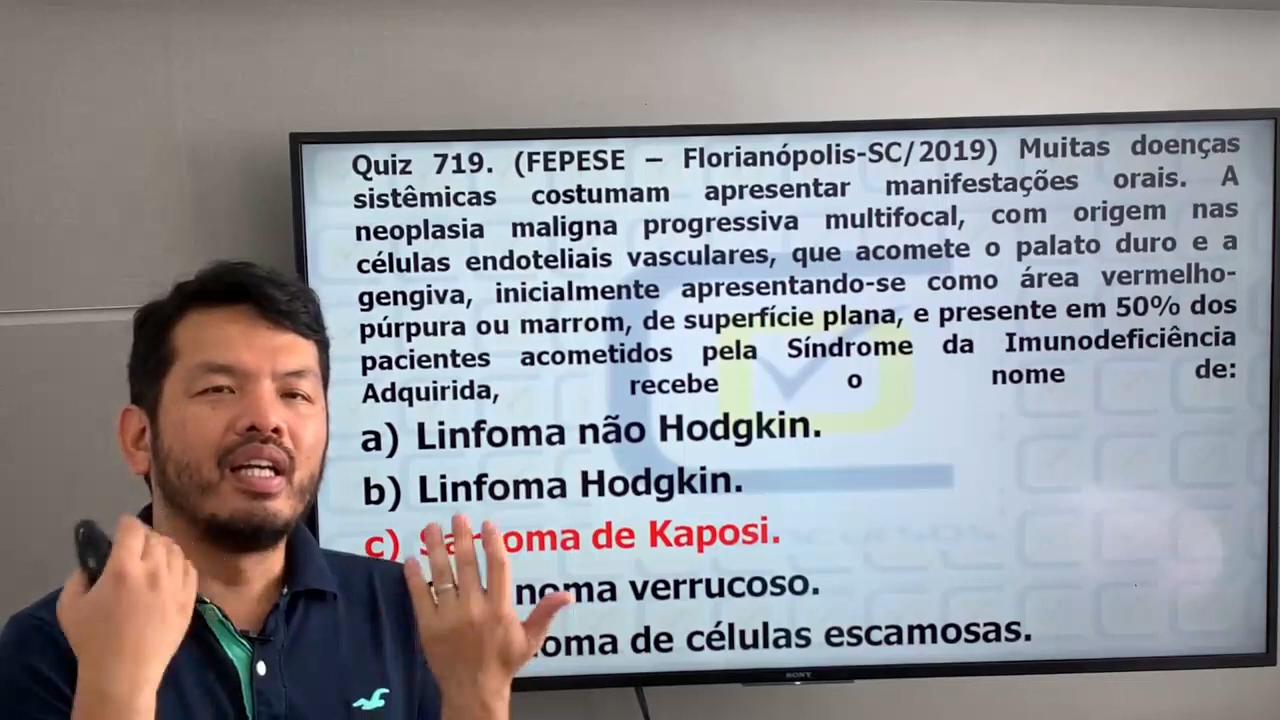 Quiz 719. (FEPESE – Florianópolis-SC/2019) Muitas doenças
sistêmicas costumam apresentar manifestações orais. A
neoplasia maligna progressiva multifocal, com origem nas
células endoteliais vasculares, que acomete o palato duro e a
gengiva, inicialmente apresentando-se como área vermelho-
púrpura ou marrom, de superfície plana, e presente em 50% dos
pacientes acometidos pela Síndrome da Imunodeficiência
Adquirida, recebe o nome de:
a) Linfoma não Hodgkin.
b) Linfoma Hodgkin.
c) Sarcoma de Kaposi.
noma verrucoso.
oma de células escamosas.
SONY